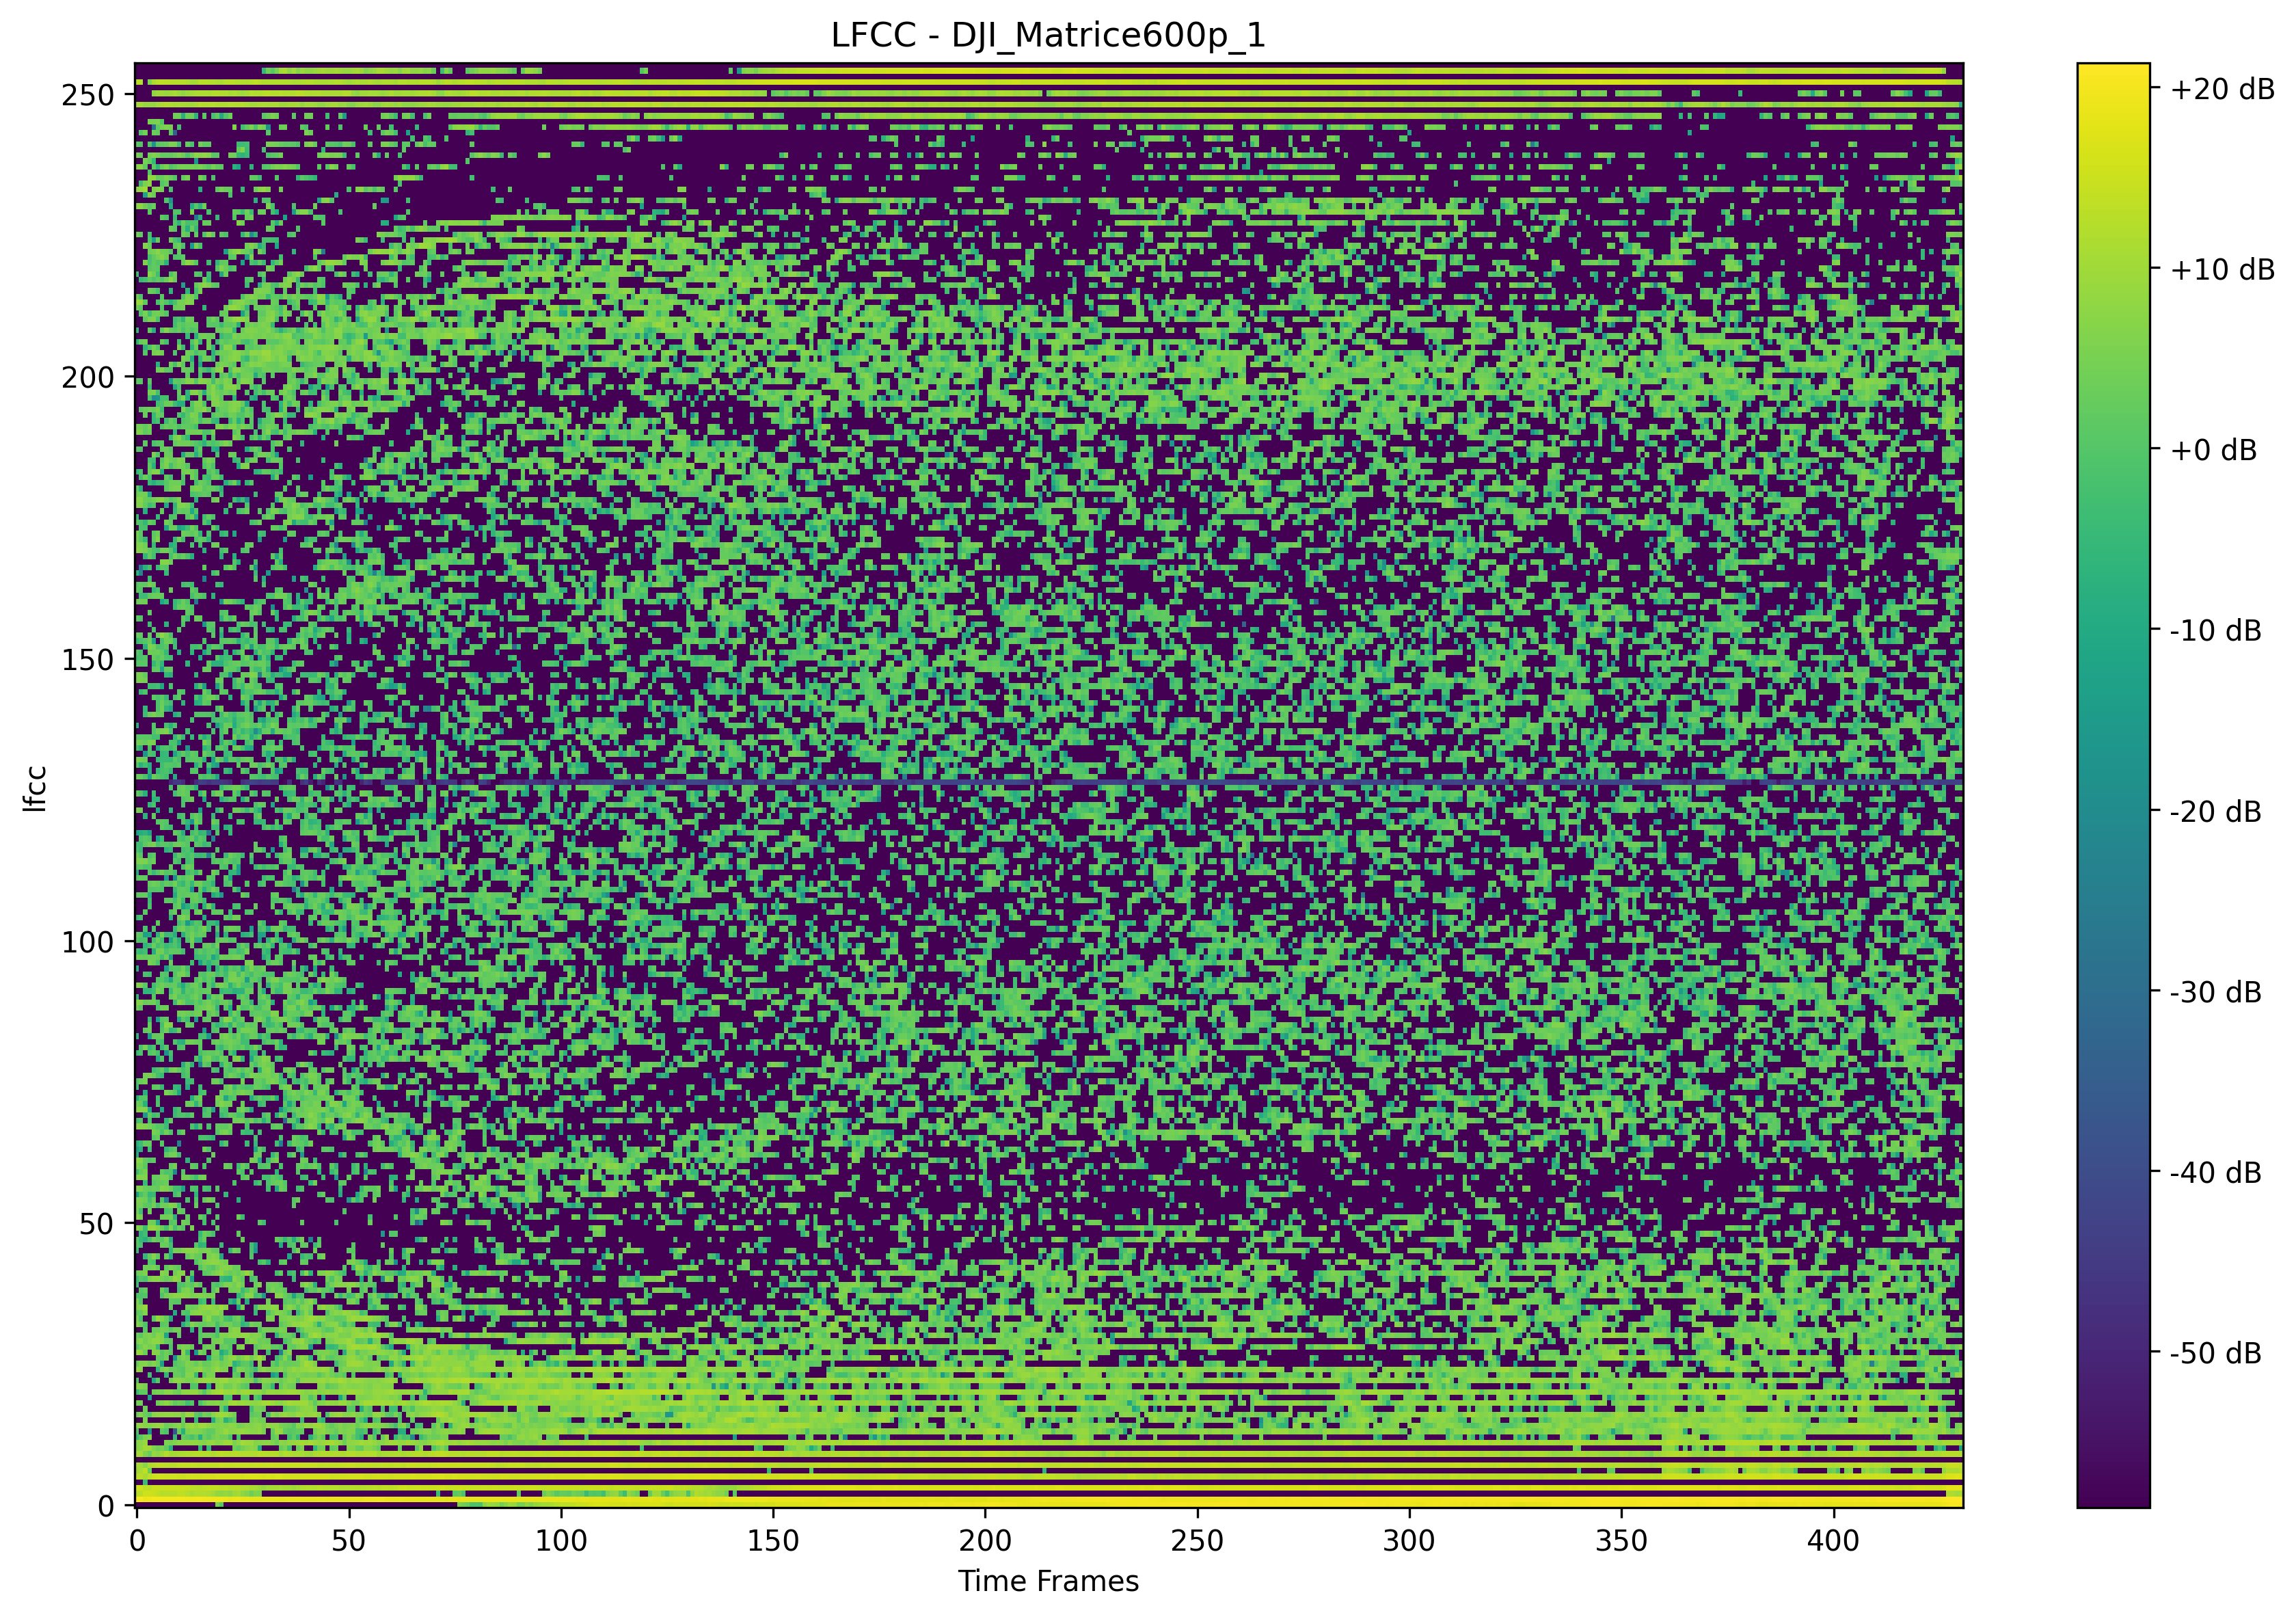 LFCC - DJI_Matrice600p_1
lfcc
250
200
150
100
50
0
0 50 100 150 200 250 300 350 400
Time Frames
+20 dB
+10 dB
+0 dB
-10 dB
-20 dB
-30 dB
-40 dB
-50 dB